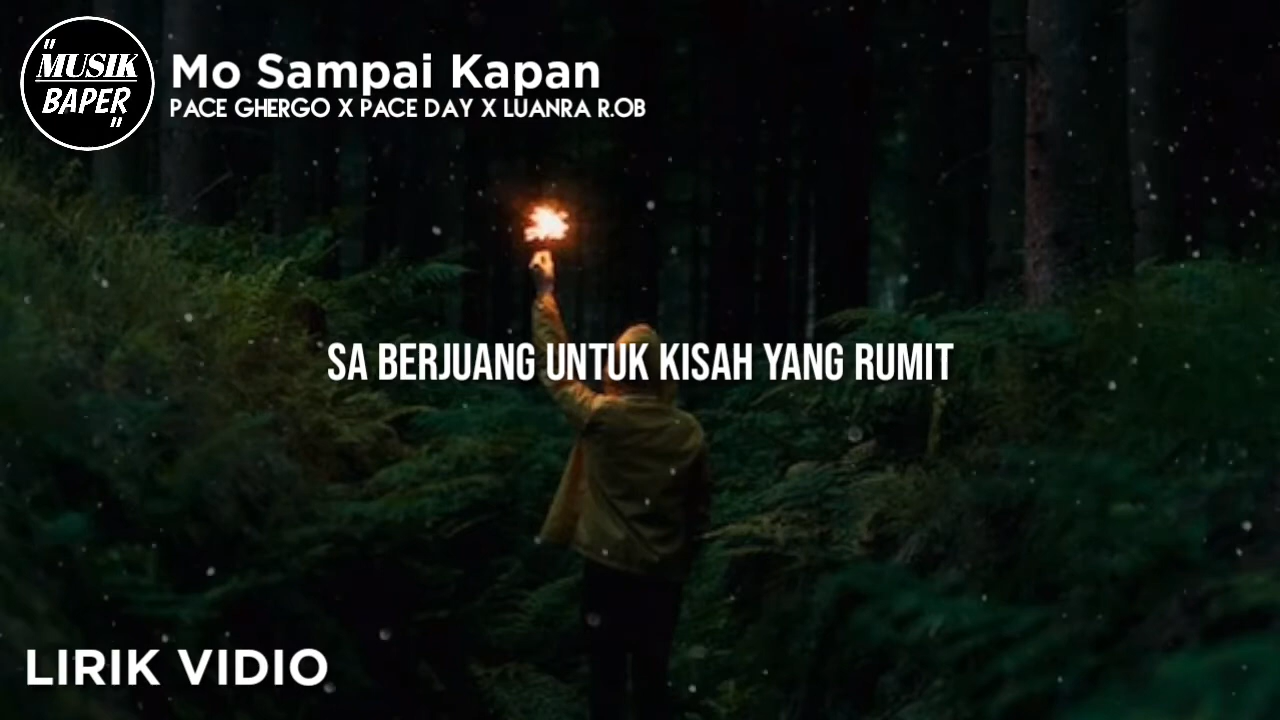 "MUSIK
BAPER"
Mo Sampai Kapan
PACE GHERGO X PACE DAY X LUANRA R.OB
SA BERJUANG UNTUK KISAH YANG RUMIT
LIRIK VIDIO